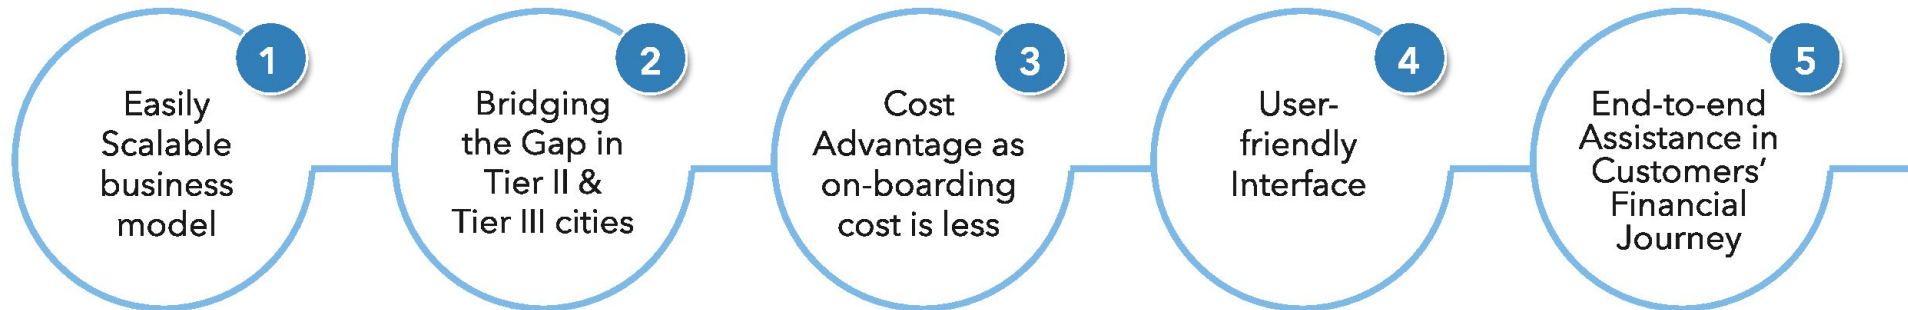 1
Easily
Scalable
business
model
2
Bridging
the Gap in
Tier II &
Tier III cities
3
Cost
Advantage as
on-boarding
cost is less
4
User-
friendly
Interface
5
End-to-end
Assistance in
Customers’
Financial
Journey